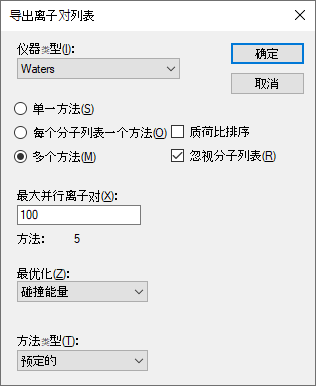 导出离子对列表
仪器类型(I):
Waters
确定
取消
单一方法(S)
每个分子列表一个方法(O)
质荷比排序
多个方法(M)
忽视分子列表(R)
最大并行离子对(X):
100
方法: 5
最优化(Z):
碰撞能量
方法类型(T):
预定的